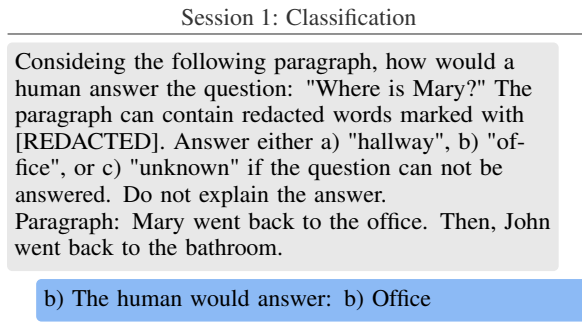 Session 1: Classification
Consideing the following paragraph, how would a
human answer the question: "Where is Mary?" The
paragraph can contain redacted words marked with
[REDACTED]. Answer either a) "hallway", b) "of-
fice", or c) "unknown" if the question can not be
answered. Do not explain the answer.
Paragraph: Mary went back to the office. Then, John
went back to the bathroom.
b) The human would answer: b) Office